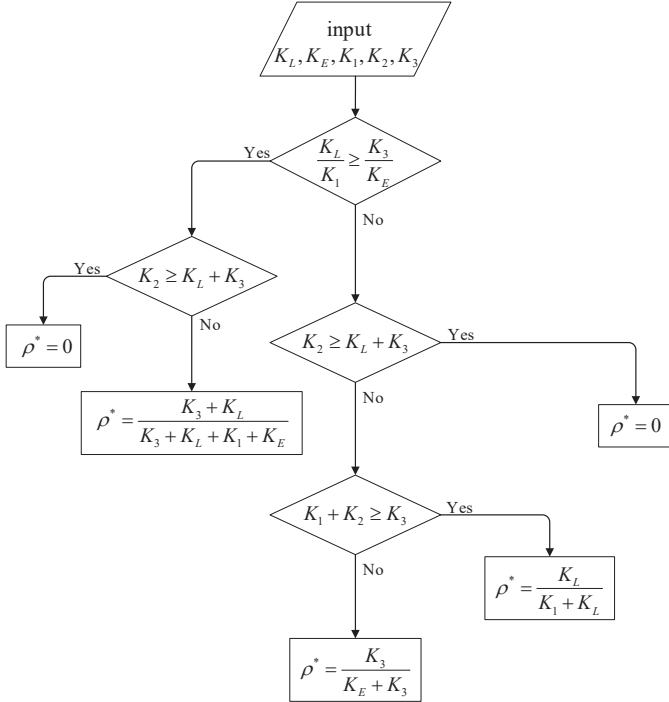 input
K_L, K_E, K_1, K_2, K_3
K_L/K_1 ≥ K_3/K_E
Yes
No
K_2 ≥ K_L + K_3
Yes
No
ρ* = 0
ρ* = (K_3 + K_L)/(K_3 + K_L + K_1 + K_E)
K_2 ≥ K_L + K_3
Yes
No
ρ* = 0
K_1 + K_2 ≥ K_3
Yes
No
ρ* = K_L/(K_1 + K_L)
ρ* = K_3/(K_E + K_3)